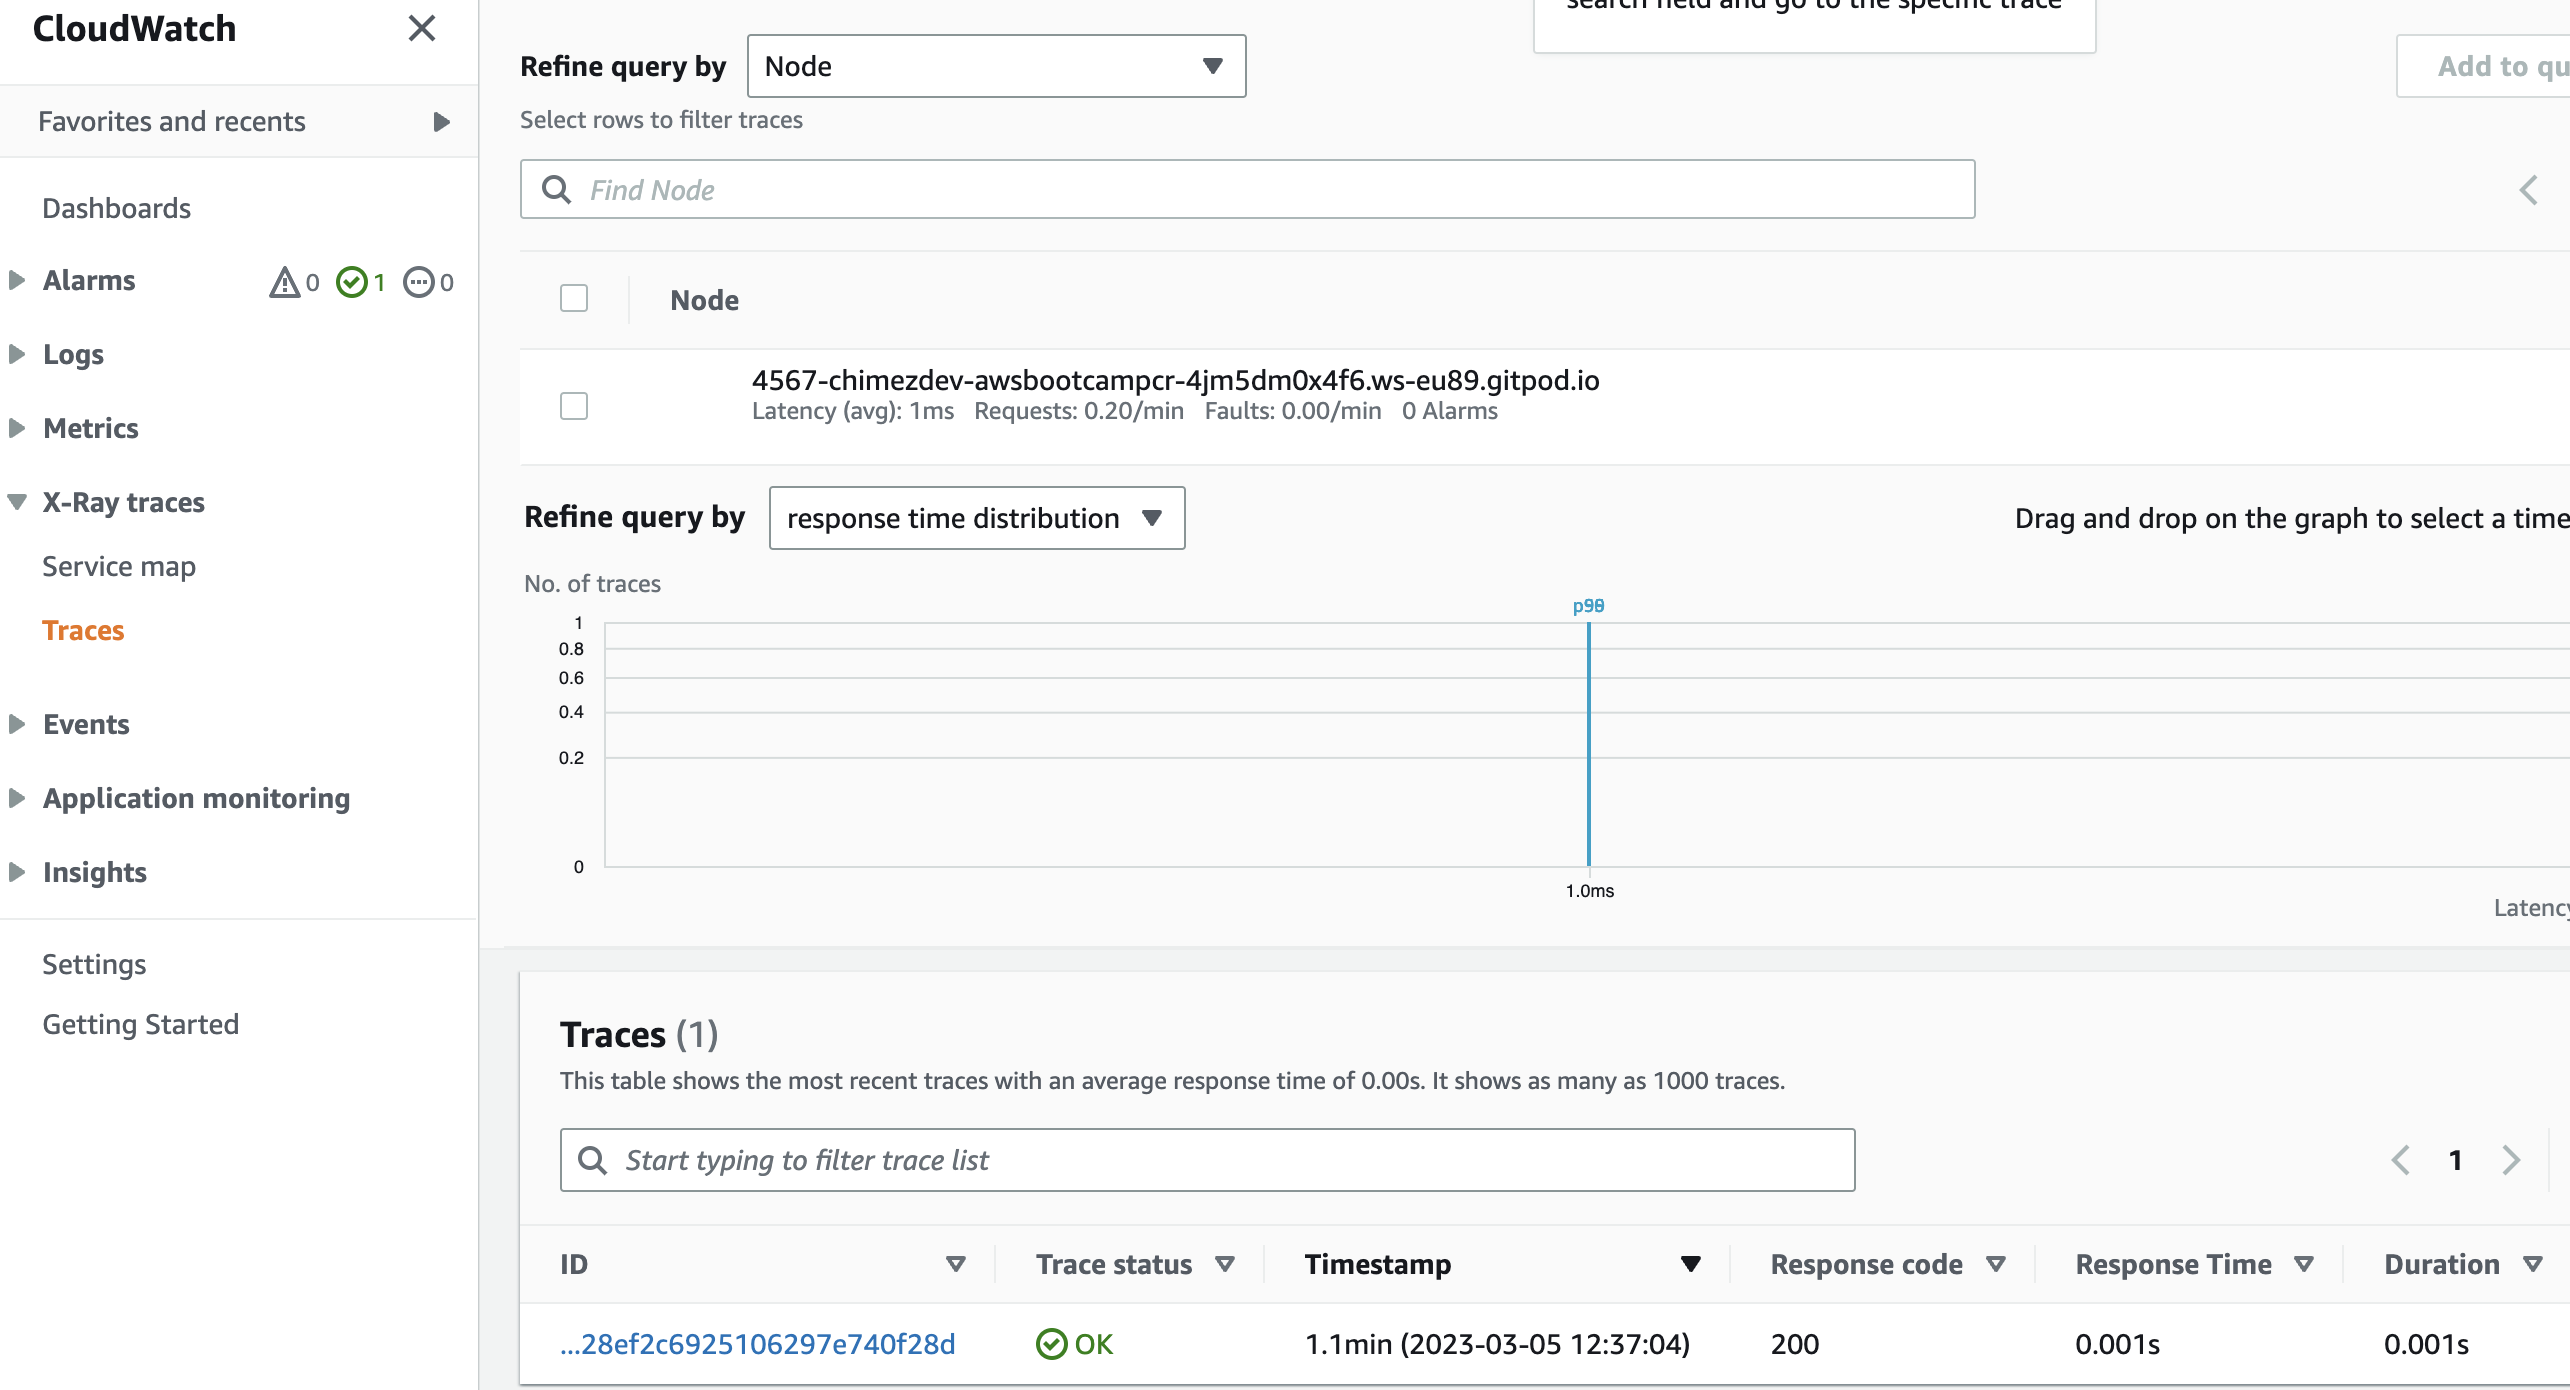 CloudWatch
Favorites and recents
Dashboards
Alarms 0 1 0
Logs
Metrics
X-Ray traces
Service map
Traces
Events
Application monitoring
Insights
Settings
Getting Started
search field and go to the specific trace
Refine query by Node
Add to qu
Select rows to filter traces
Find Node
Node
4567-chimezdev-awsbootcampcr-4jm5dm0x4f6.ws-eu89.gitpod.io
Latency (avg): 1ms Requests: 0.20/min Faults: 0.00/min 0 Alarms
Refine query by response time distribution
Drag and drop on the graph to select a time
No. of traces
1
0.8
0.6
0.4
0.2
0
1.0ms
Latency
Traces (1)
This table shows the most recent traces with an average response time of 0.00s. It shows as many as 1000 traces.
Start typing to filter trace list
1
ID Trace status Timestamp Response code Response Time Duration
...28ef2c6925106297e740f28d OK 1.1min (2023-03-05 12:37:04) 200 0.001s 0.001s